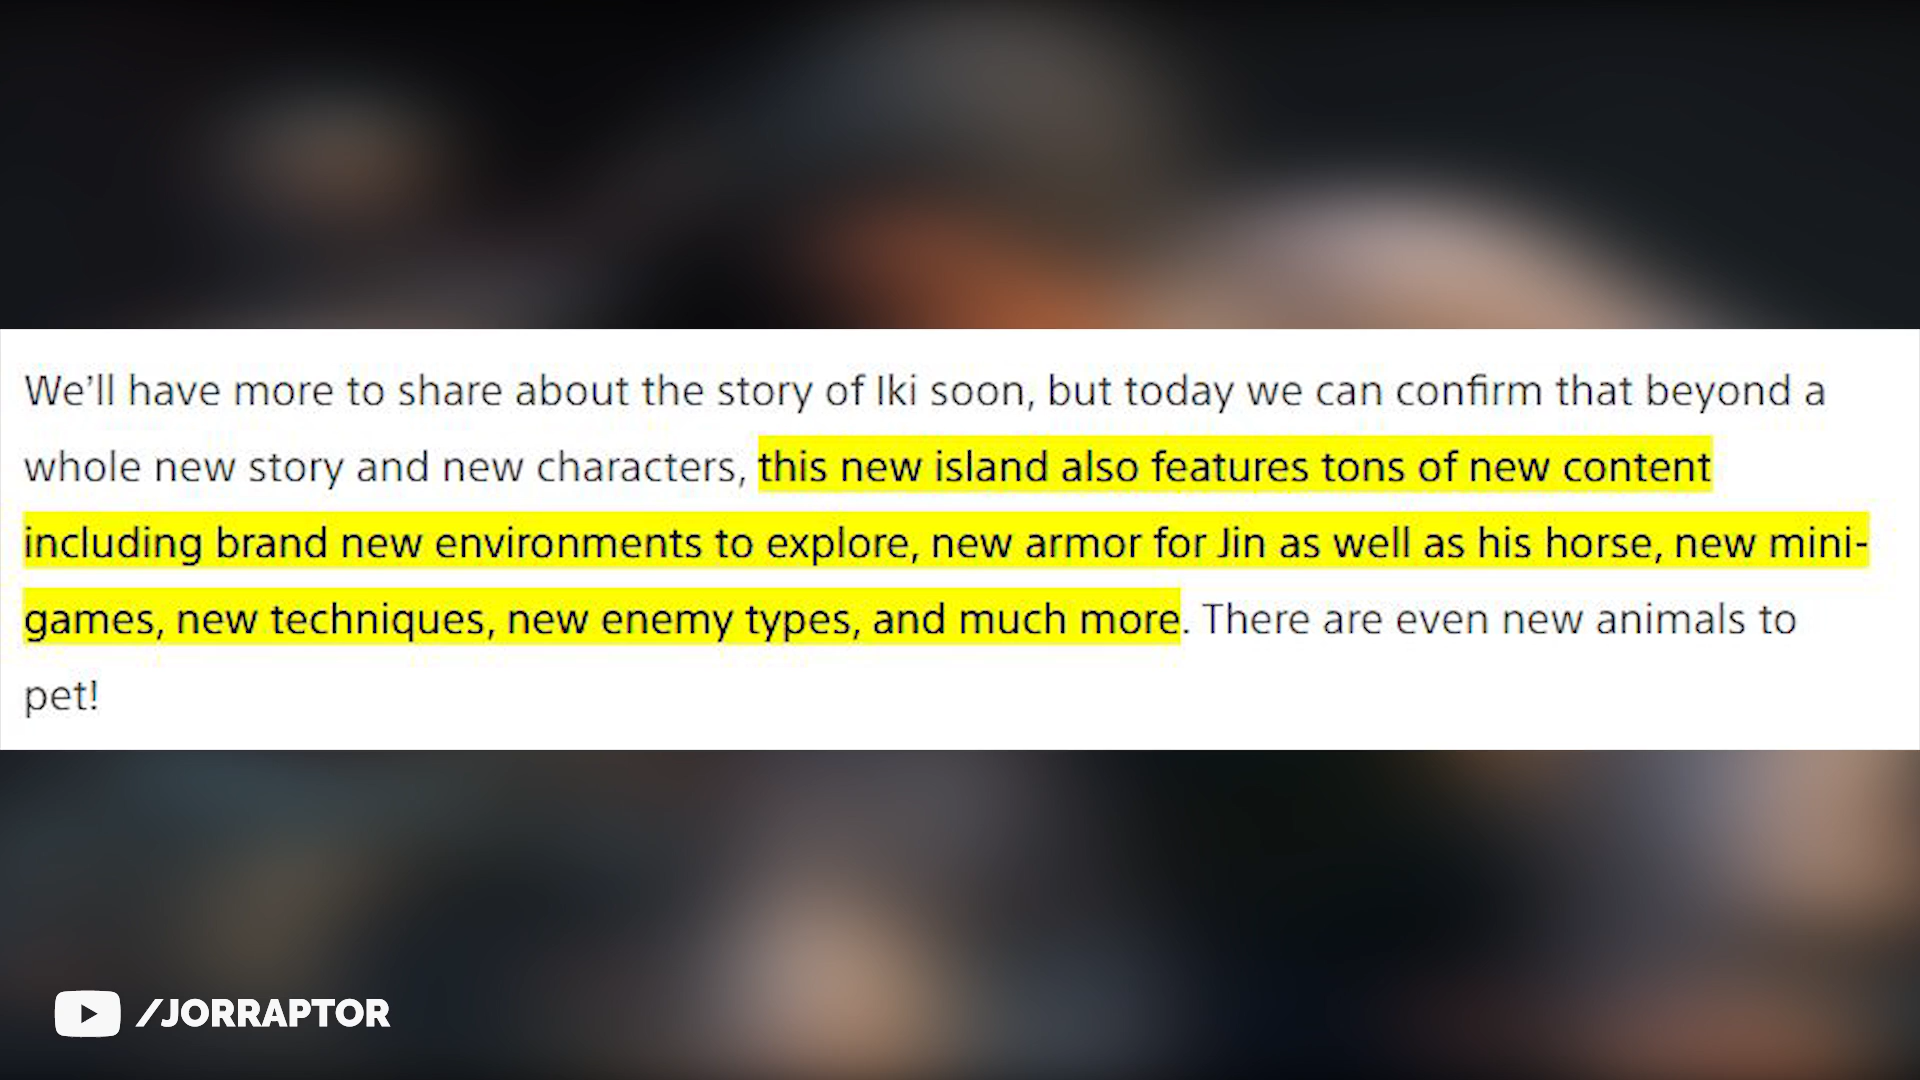 We’ll have more to share about the story of Iki soon, but today we can confirm that beyond a
whole new story and new characters, this new island also features tons of new content
including brand new environments to explore, new armor for Jin as well as his horse, new mini-
games, new techniques, new enemy types, and much more. There are even new animals to
pet!
/JORRAPTOR